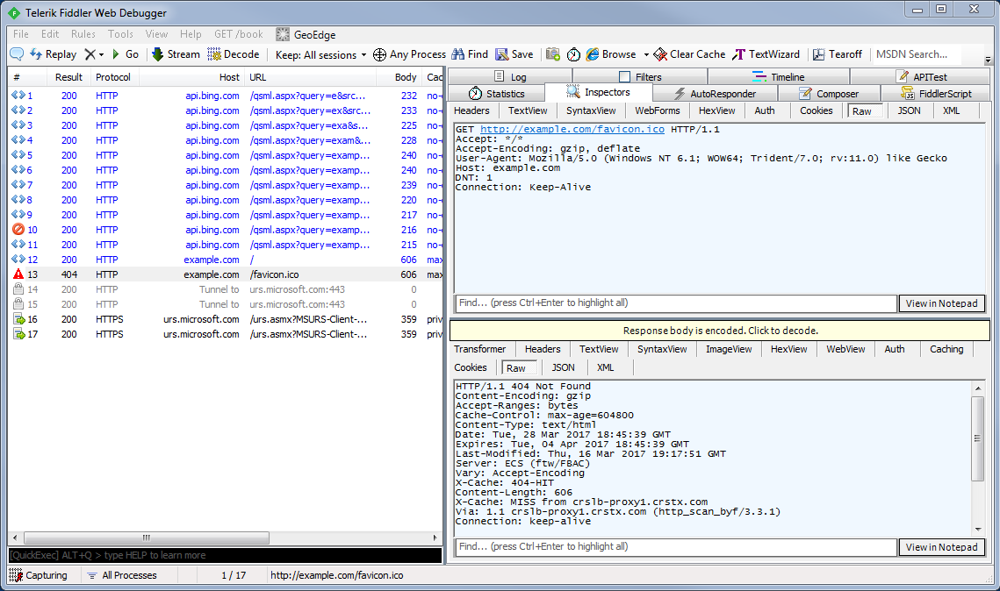 Telerik Fiddler Web Debugger
File Edit Rules Tools View Help GET /book GeoEdge
Replay Go Stream Decode Keep: All sessions Any Process Find Save Browse Clear Cache TextWizard Tearoff MSDN Search...
# Result Protocol Host URL Body Cac
1 200 HTTP api.bing.com /qsml.aspx?query=e&src... 232 no-
2 200 HTTP api.bing.com /qsml.aspx?query=ex&src... 233 no-
3 200 HTTP api.bing.com /qsml.aspx?query=exa&s... 225 no-
4 200 HTTP api.bing.com /qsml.aspx?query=exam&... 228 no-
5 200 HTTP api.bing.com /qsml.aspx?query=examp... 240 no-
6 200 HTTP api.bing.com /qsml.aspx?query=examp... 240 no-
7 200 HTTP api.bing.com /qsml.aspx?query=examp... 239 no-
8 200 HTTP api.bing.com /qsml.aspx?query=examp... 220 no-
9 200 HTTP api.bing.com /qsml.aspx?query=examp... 217 no-
10 200 HTTP api.bing.com /qsml.aspx?query=examp... 216 no-
11 200 HTTP api.bing.com /qsml.aspx?query=examp... 215 no-
12 200 HTTP example.com / 606 max
13 404 HTTP example.com /favicon.ico 606 max
14 200 HTTP Tunnel to urs.microsoft.com:443 0
15 200 HTTP Tunnel to urs.microsoft.com:443 0
16 200 HTTPS urs.microsoft.com /urs.asmx?MSURS-Client-... 359 priv
17 200 HTTPS urs.microsoft.com /urs.asmx?MSURS-Client-... 359 priv
[QuickExec] ALT+Q > type HELP to learn more
Log Filters Timeline APITest
Statistics Inspectors AutoResponder Composer FiddlerScript
Headers TextView SyntaxView WebForms HexView Auth Cookies Raw JSON XML
GET http://example.com/favicon.ico HTTP/1.1
Accept: */*
Accept-Encoding: gzip, deflate
User-Agent: Mozilla/5.0 (Windows NT 6.1; WOW64; Trident/7.0; rv:11.0) like Gecko
Host: example.com
DNT: 1
Connection: Keep-Alive
Find... (press Ctrl+Enter to highlight all) View in Notepad
Response body is encoded. Click to decode.
Transformer Headers TextView SyntaxView ImageView HexView WebView Auth Caching
Cookies Raw JSON XML
HTTP/1.1 404 Not Found
Content-Encoding: gzip
Accept-Ranges: bytes
Cache-Control: max-age=604800
Content-Type: text/html
Date: Tue, 28 Mar 2017 18:45:39 GMT
Expires: Tue, 04 Apr 2017 18:45:39 GMT
Last-Modified: Thu, 16 Mar 2017 19:17:51 GMT
Server: ECS (ftw/FBAC)
Vary: Accept-Encoding
X-Cache: 404-HIT
Content-Length: 606
X-Cache: MISS from crslb-proxy1.crstx.com
Via: 1.1 crslb-proxy1.crstx.com (http_scan_byf/3.3.1)
Connection: keep-alive
Find... (press Ctrl+Enter to highlight all) View in Notepad
Capturing All Processes 1 / 17 http://example.com/favicon.ico